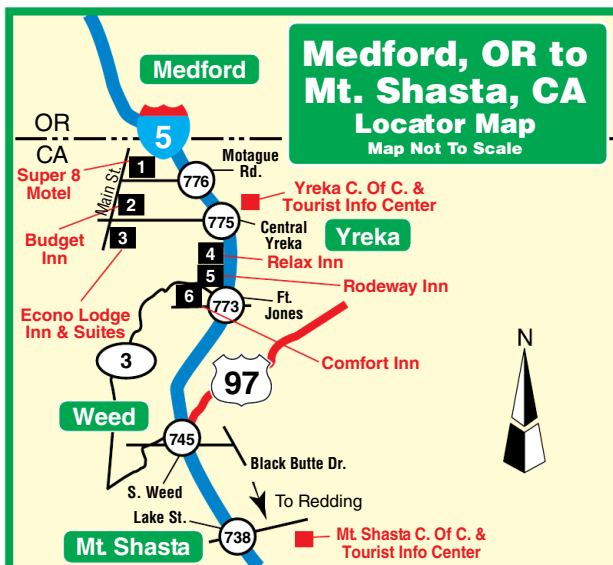 Medford, OR to
Mt. Shasta, CA
Locator Map
Map Not To Scale
Medford
OR
CA
5
Super 8
Motel
1
Main St.
Motague
Rd.
776
Yreka C. Of C. &
Tourist Info Center
2
Budget
Inn
775
Central
Yreka
Yreka
3
4
Relax Inn
5
Rodeway Inn
Econo Lodge
Inn & Suites
6
773
Ft.
Jones
3
Comfort Inn
97
N
Weed
745
S. Weed
Black Butte Dr.
To Redding
Lake St.
738
Mt. Shasta
Mt. Shasta C. Of C. &
Tourist Info Center